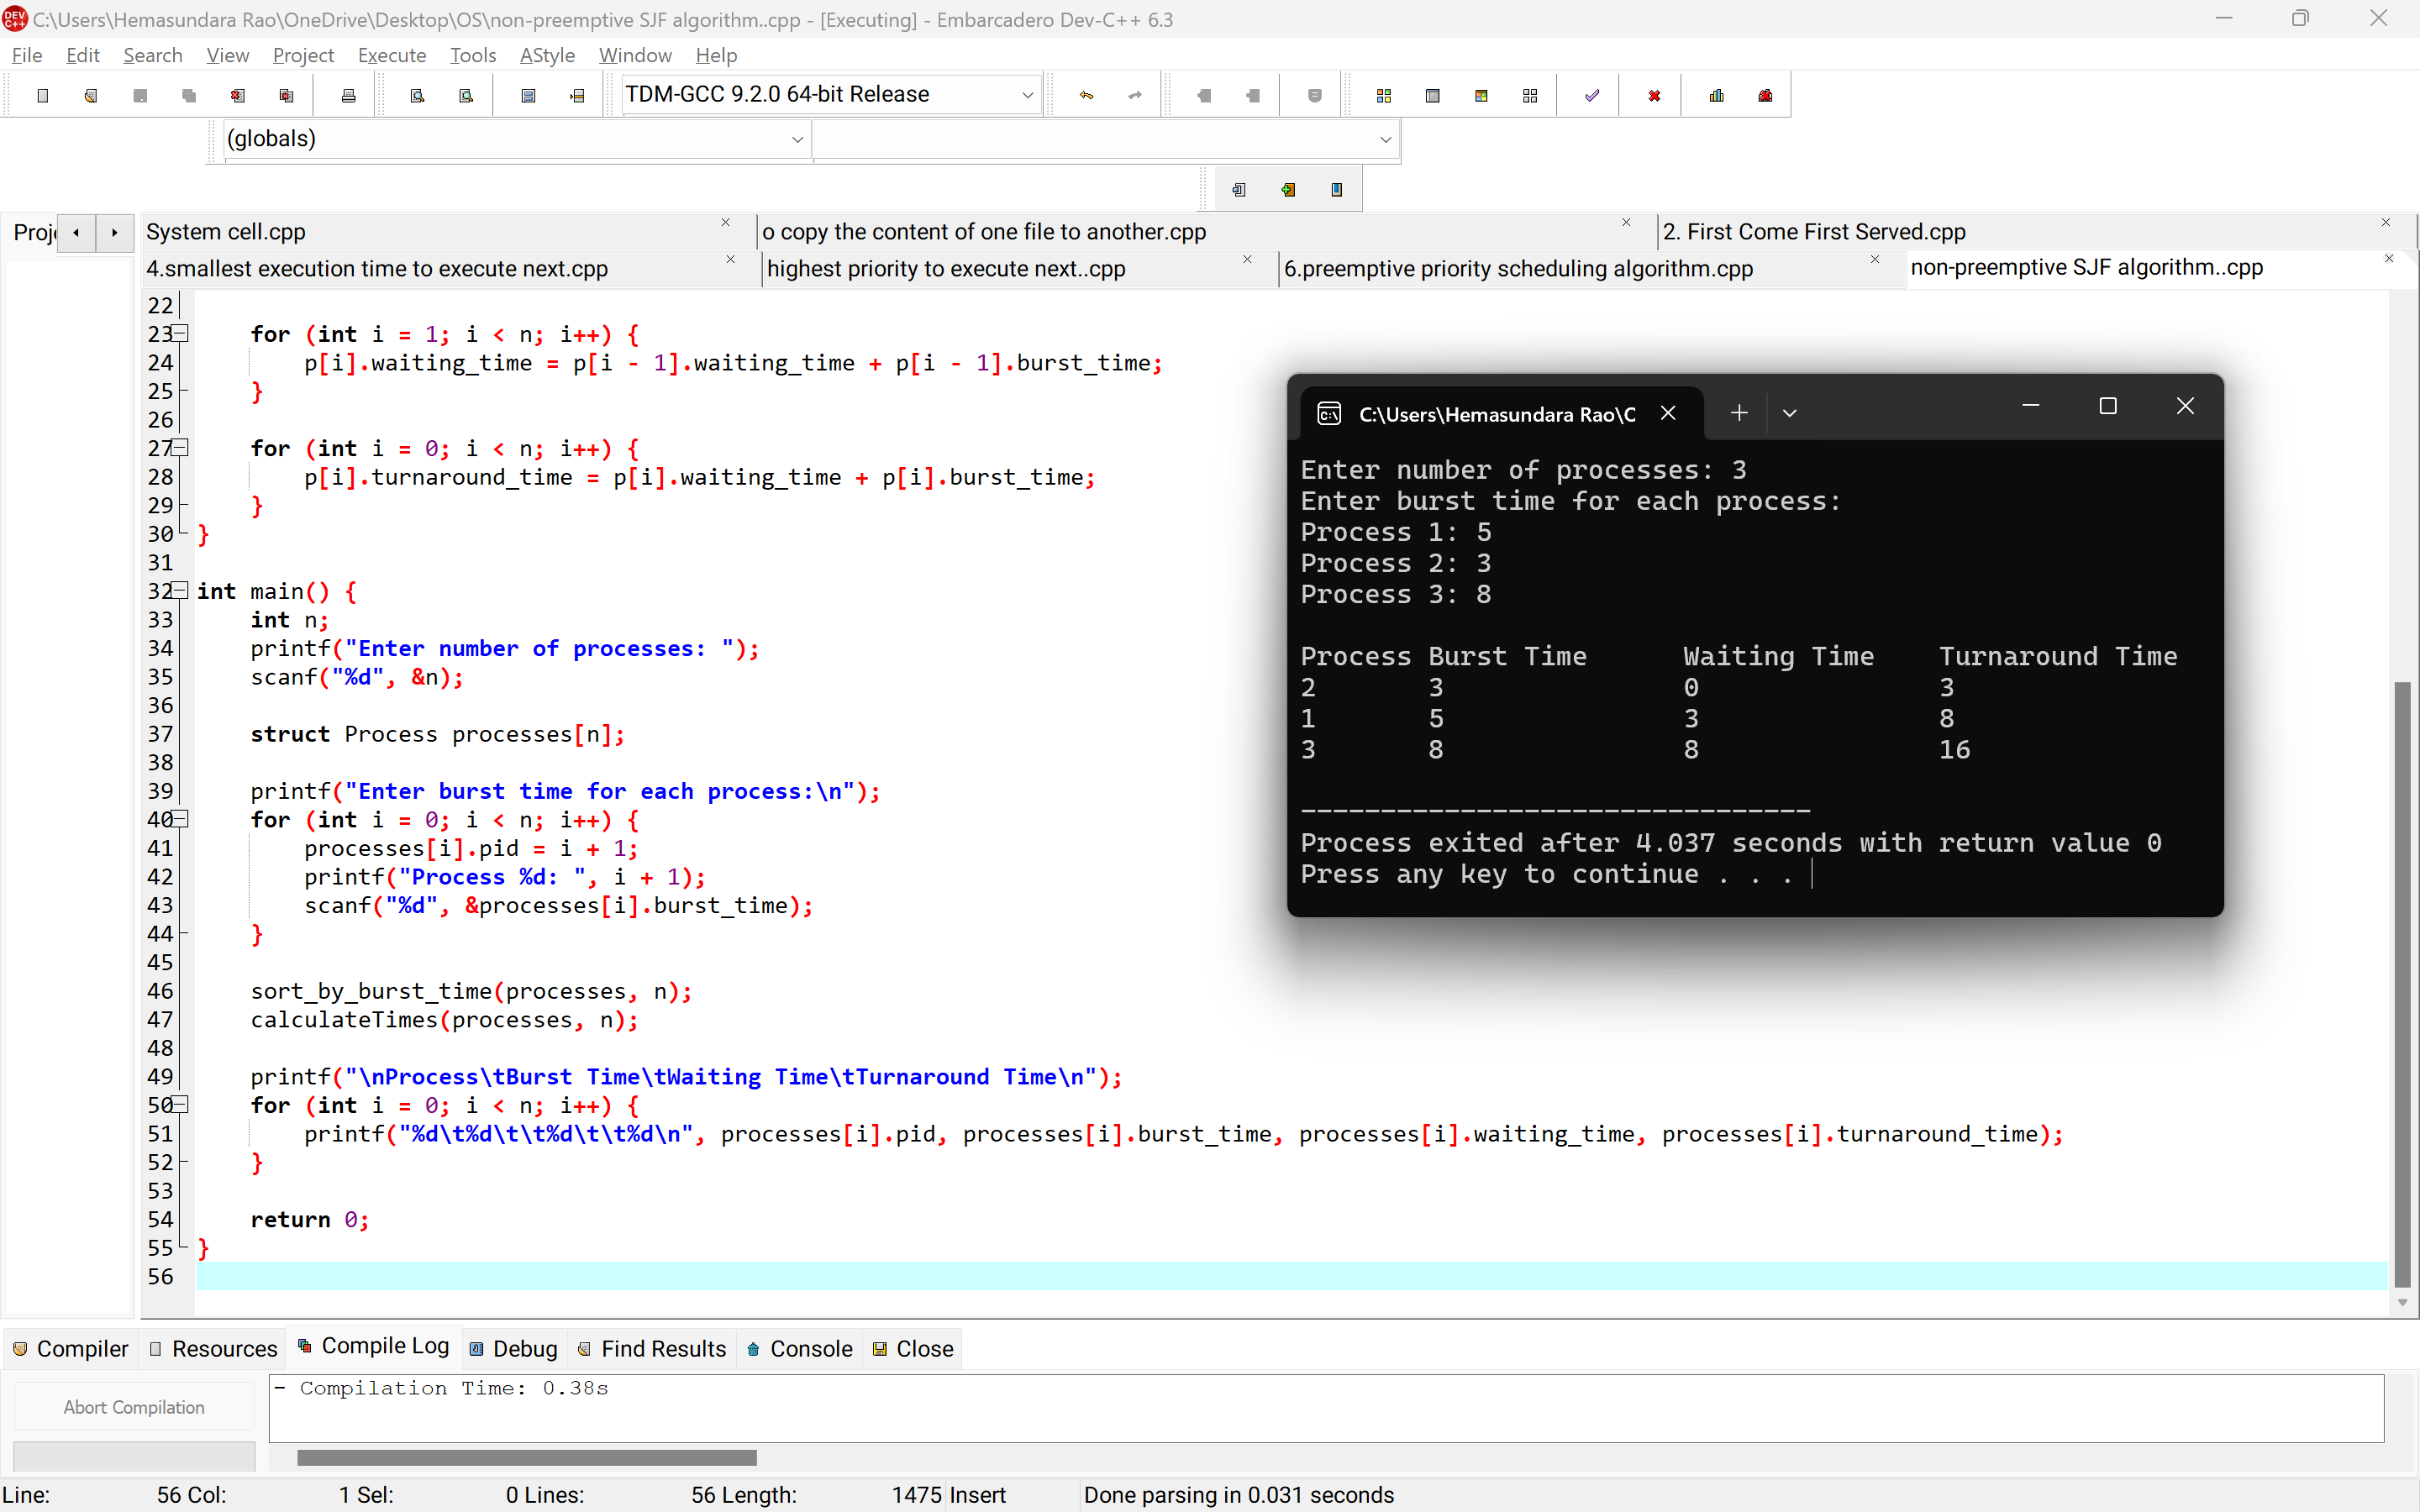 C:\Users\Hemasundara Rao\OneDrive\Desktop\OS\non-preemptive SJF algorithm..cpp - [Executing] - Embarcadero Dev-C++ 6.3
File Edit Search View Project Execute Tools AStyle Window Help
TDM-GCC 9.2.0 64-bit Release
(globals)
Proje
System cell.cpp
o copy the content of one file to another.cpp
2. First Come First Served.cpp
4.smallest execution time to execute next.cpp
highest priority to execute next..cpp
6.preemptive priority scheduling algorithm.cpp
non-preemptive SJF algorithm..cpp
22
23 for (int i = 1; i < n; i++) {
24 p[i].waiting_time = p[i - 1].waiting_time + p[i - 1].burst_time;
25 }
26
27 for (int i = 0; i < n; i++) {
28 p[i].turnaround_time = p[i].waiting_time + p[i].burst_time;
29 }
30 }
31
32 int main() {
33 int n;
34 printf("Enter number of processes: ");
35 scanf("%d", &n);
36
37 struct Process processes[n];
38
39 printf("Enter burst time for each process:\n");
40 for (int i = 0; i < n; i++) {
41 processes[i].pid = i + 1;
42 printf("Process %d: ", i + 1);
43 scanf("%d", &processes[i].burst_time);
44 }
45
46 sort_by_burst_time(processes, n);
47 calculateTimes(processes, n);
48
49 printf("\nProcess\tBurst Time\tWaiting Time\tTurnaround Time\n");
50 for (int i = 0; i < n; i++) {
51 printf("%d\t%d\t\t%d\t\t%d\n", processes[i].pid, processes[i].burst_time, processes[i].waiting_time, processes[i].turnaround_time);
52 }
53
54 return 0;
55 }
56
C:\Users\Hemasundara Rao\C
Enter number of processes: 3
Enter burst time for each process:
Process 1: 5
Process 2: 3
Process 3: 8
Process Burst Time Waiting Time Turnaround Time
2 3 0 3
1 5 3 8
3 8 8 16
--------------------------------
Process exited after 4.037 seconds with return value 0
Press any key to continue . . .
Compiler Resources Compile Log Debug Find Results Console Close
Abort Compilation
- Compilation Time: 0.38s
Line: 56 Col: 1 Sel: 0 Lines: 56 Length: 1475 Insert Done parsing in 0.031 seconds